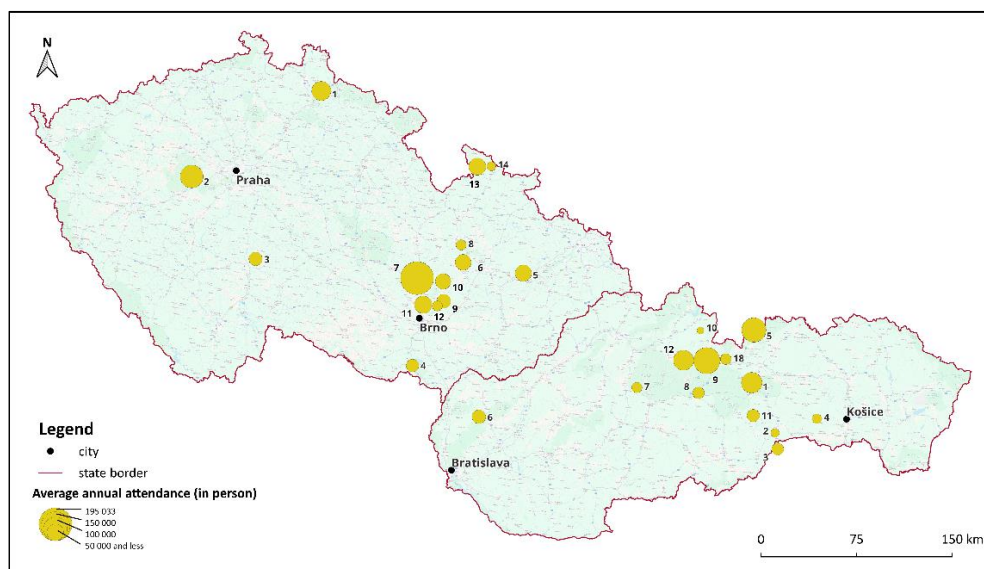 N
1
14
13
2
Praha
8
3
6
7
5
10
9
11
12
Brno
10
5
12
18
9
4
1
7
8
6
11
4
Košice
2
3
Bratislava
Legend
city
state border
Average annual attendance (in person)
195 033
150 000
100 000
50 000 and less
0 75 150 km